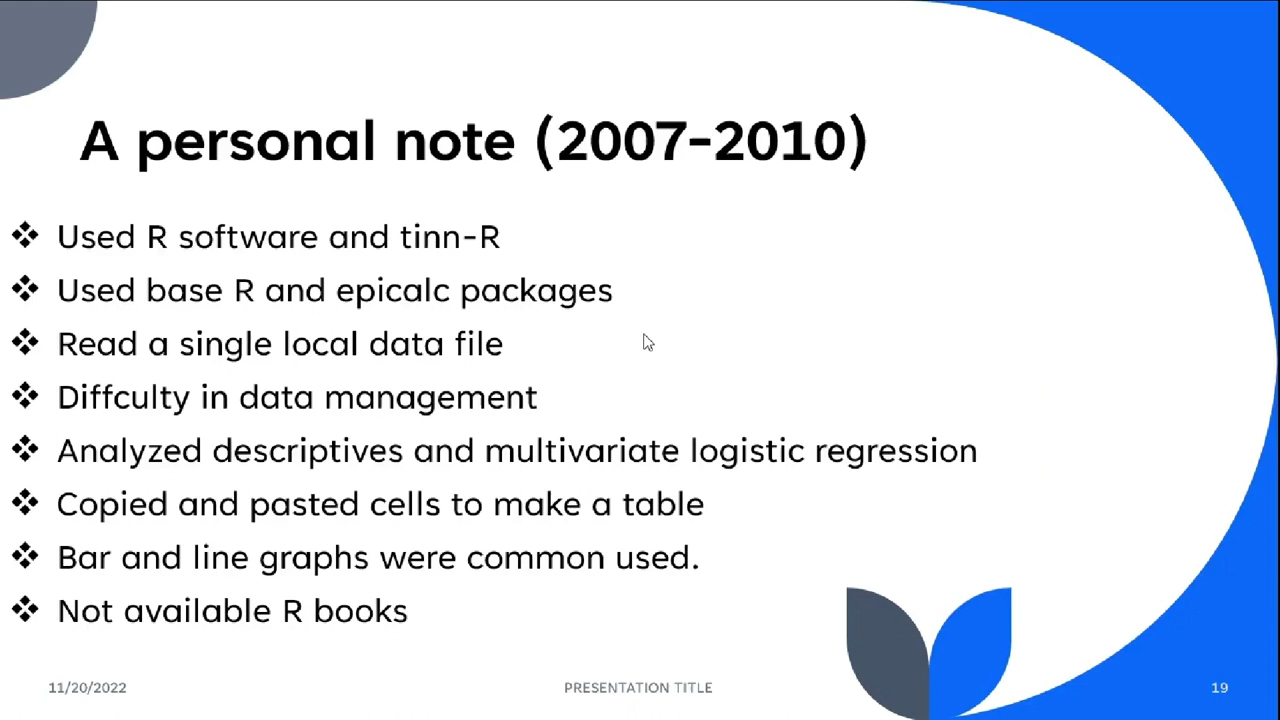 A personal note (2007-2010)
❖ Used R software and tinn-R
❖ Used base R and epicalc packages
❖ Read a single local data file
❖ Diffculty in data management
❖ Analyzed descriptives and multivariate logistic regression
❖ Copied and pasted cells to make a table
❖ Bar and line graphs were common used.
❖ Not available R books
11/20/2022
PRESENTATION TITLE
19